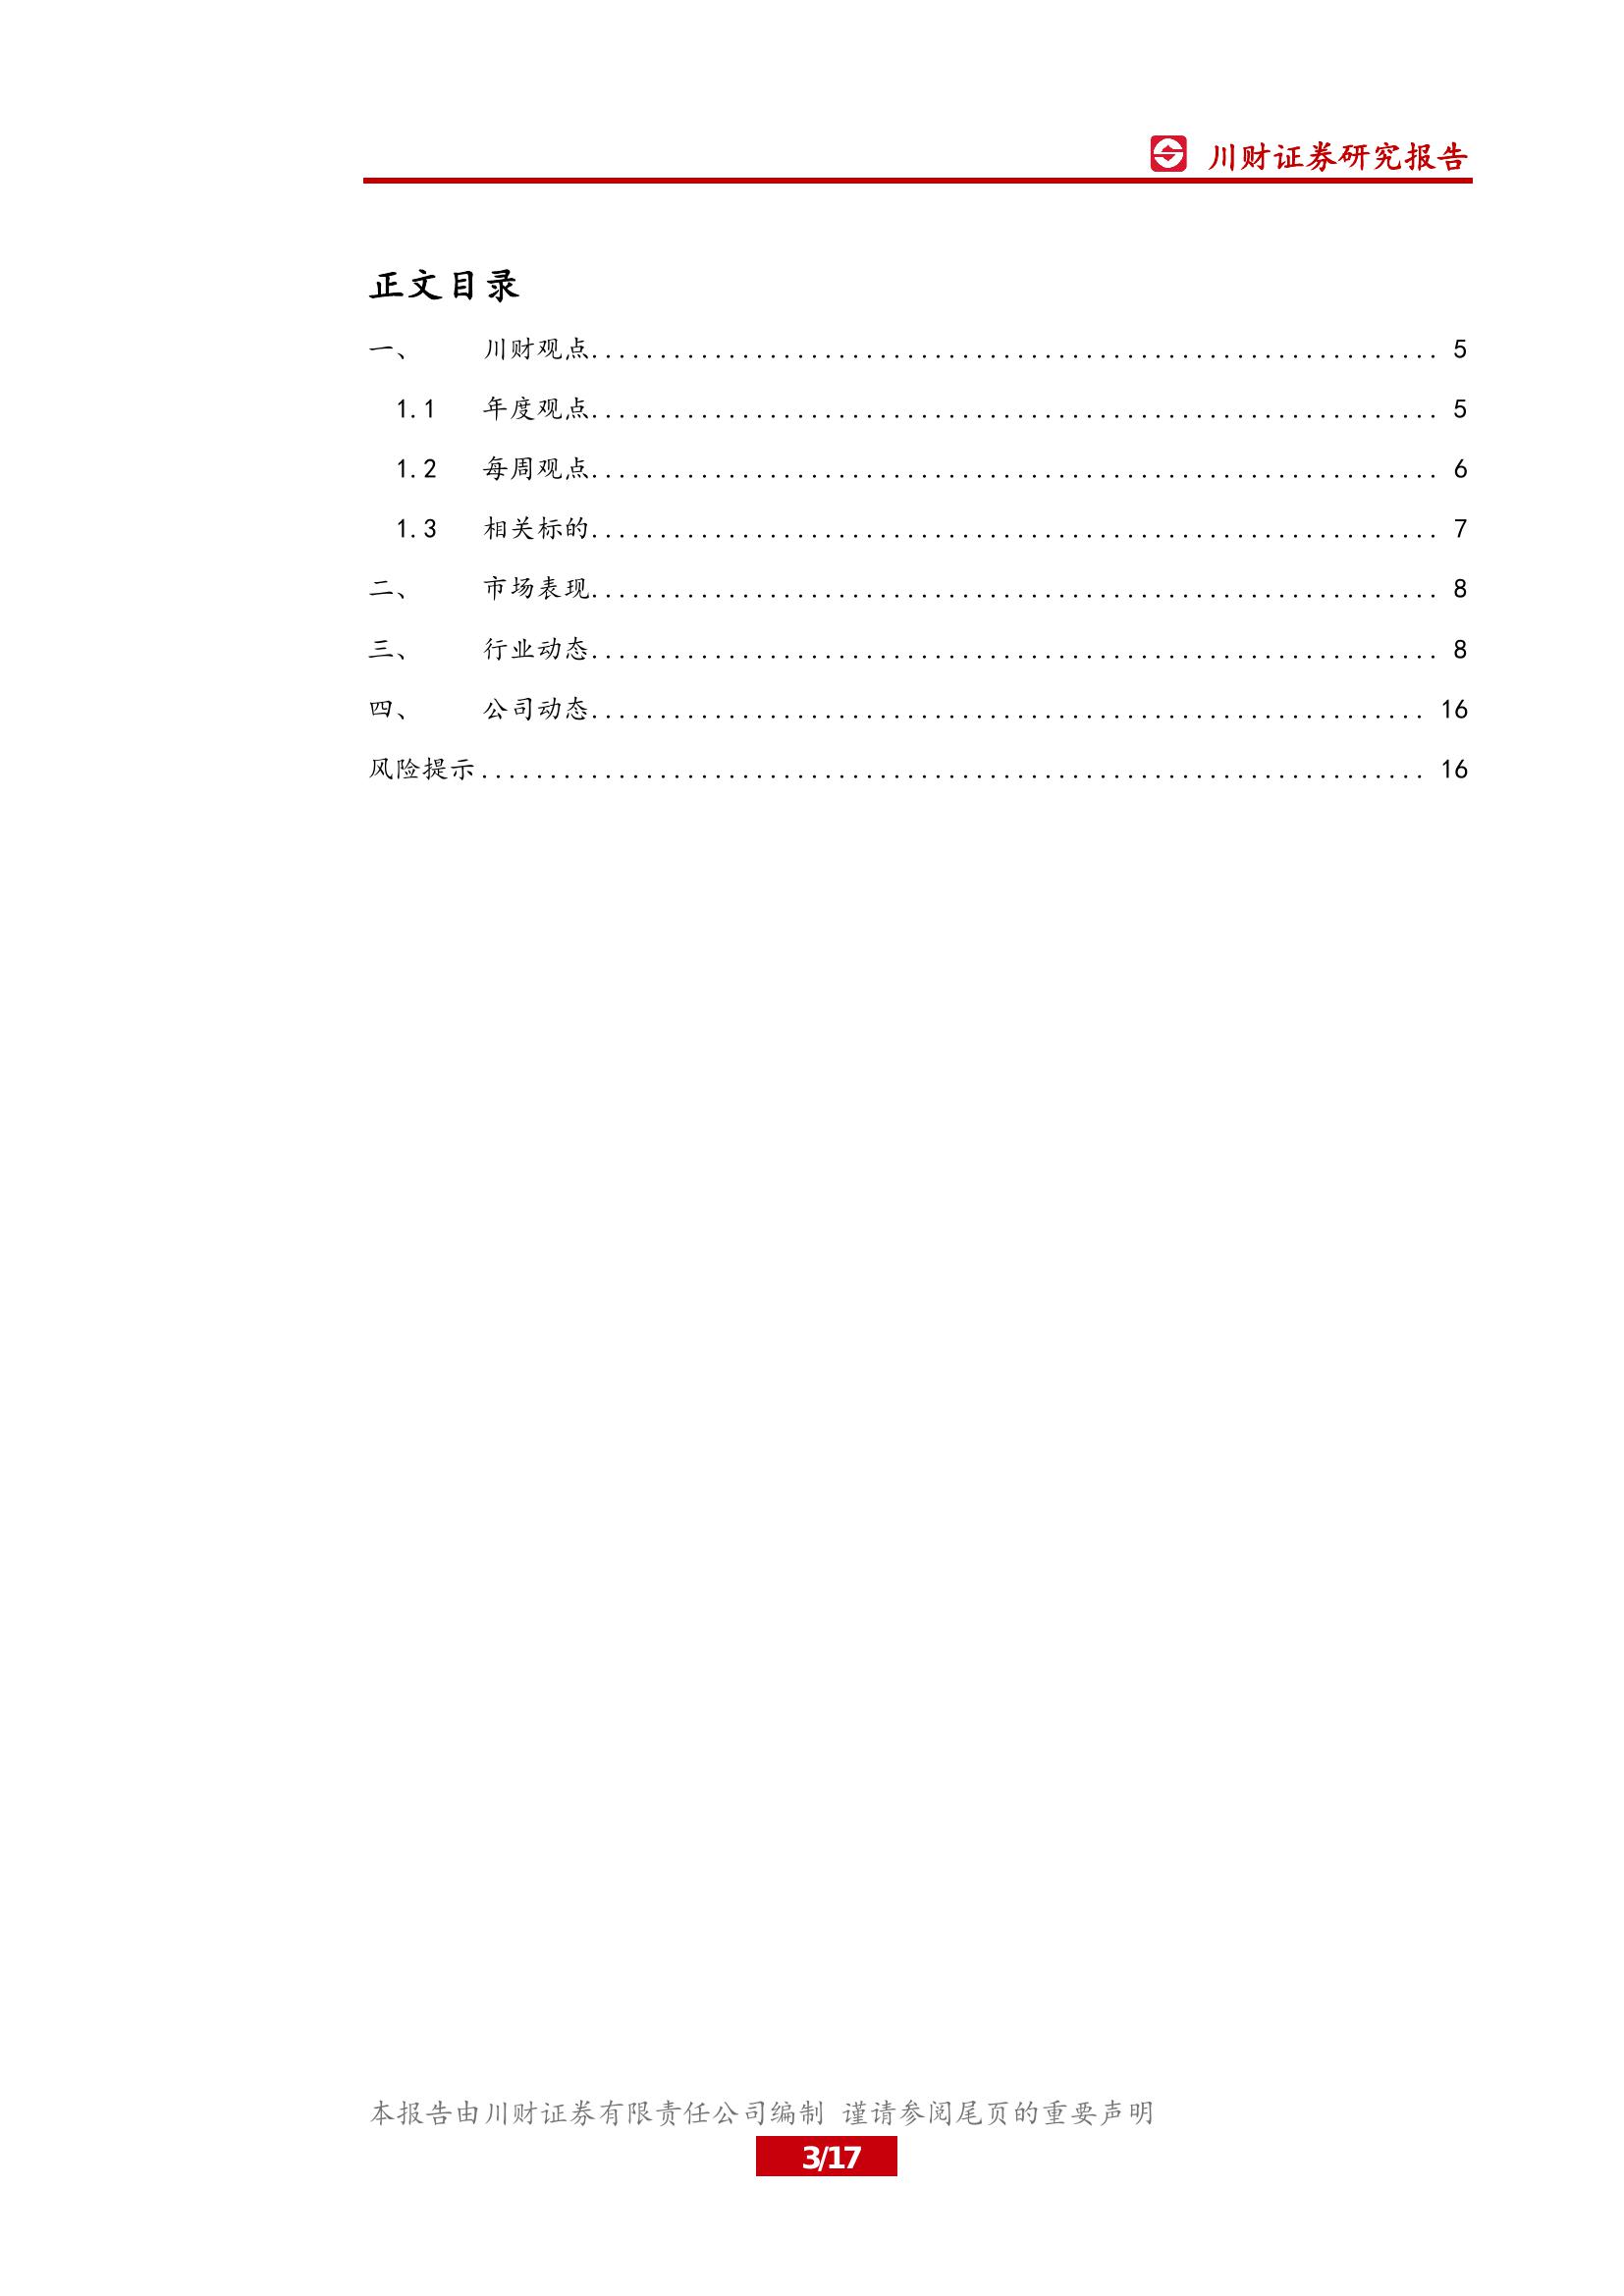 川财证券研究报告
正文目录
一、 川财观点............................................................ 5
1.1 年度观点............................................................ 5
1.2 每周观点............................................................ 6
1.3 相关标的............................................................ 7
二、 市场表现............................................................ 8
三、 行业动态............................................................ 8
四、 公司动态........................................................... 16
风险提示................................................................... 16
本报告由川财证券有限责任公司编制 谨请参阅尾页的重要声明
3/17